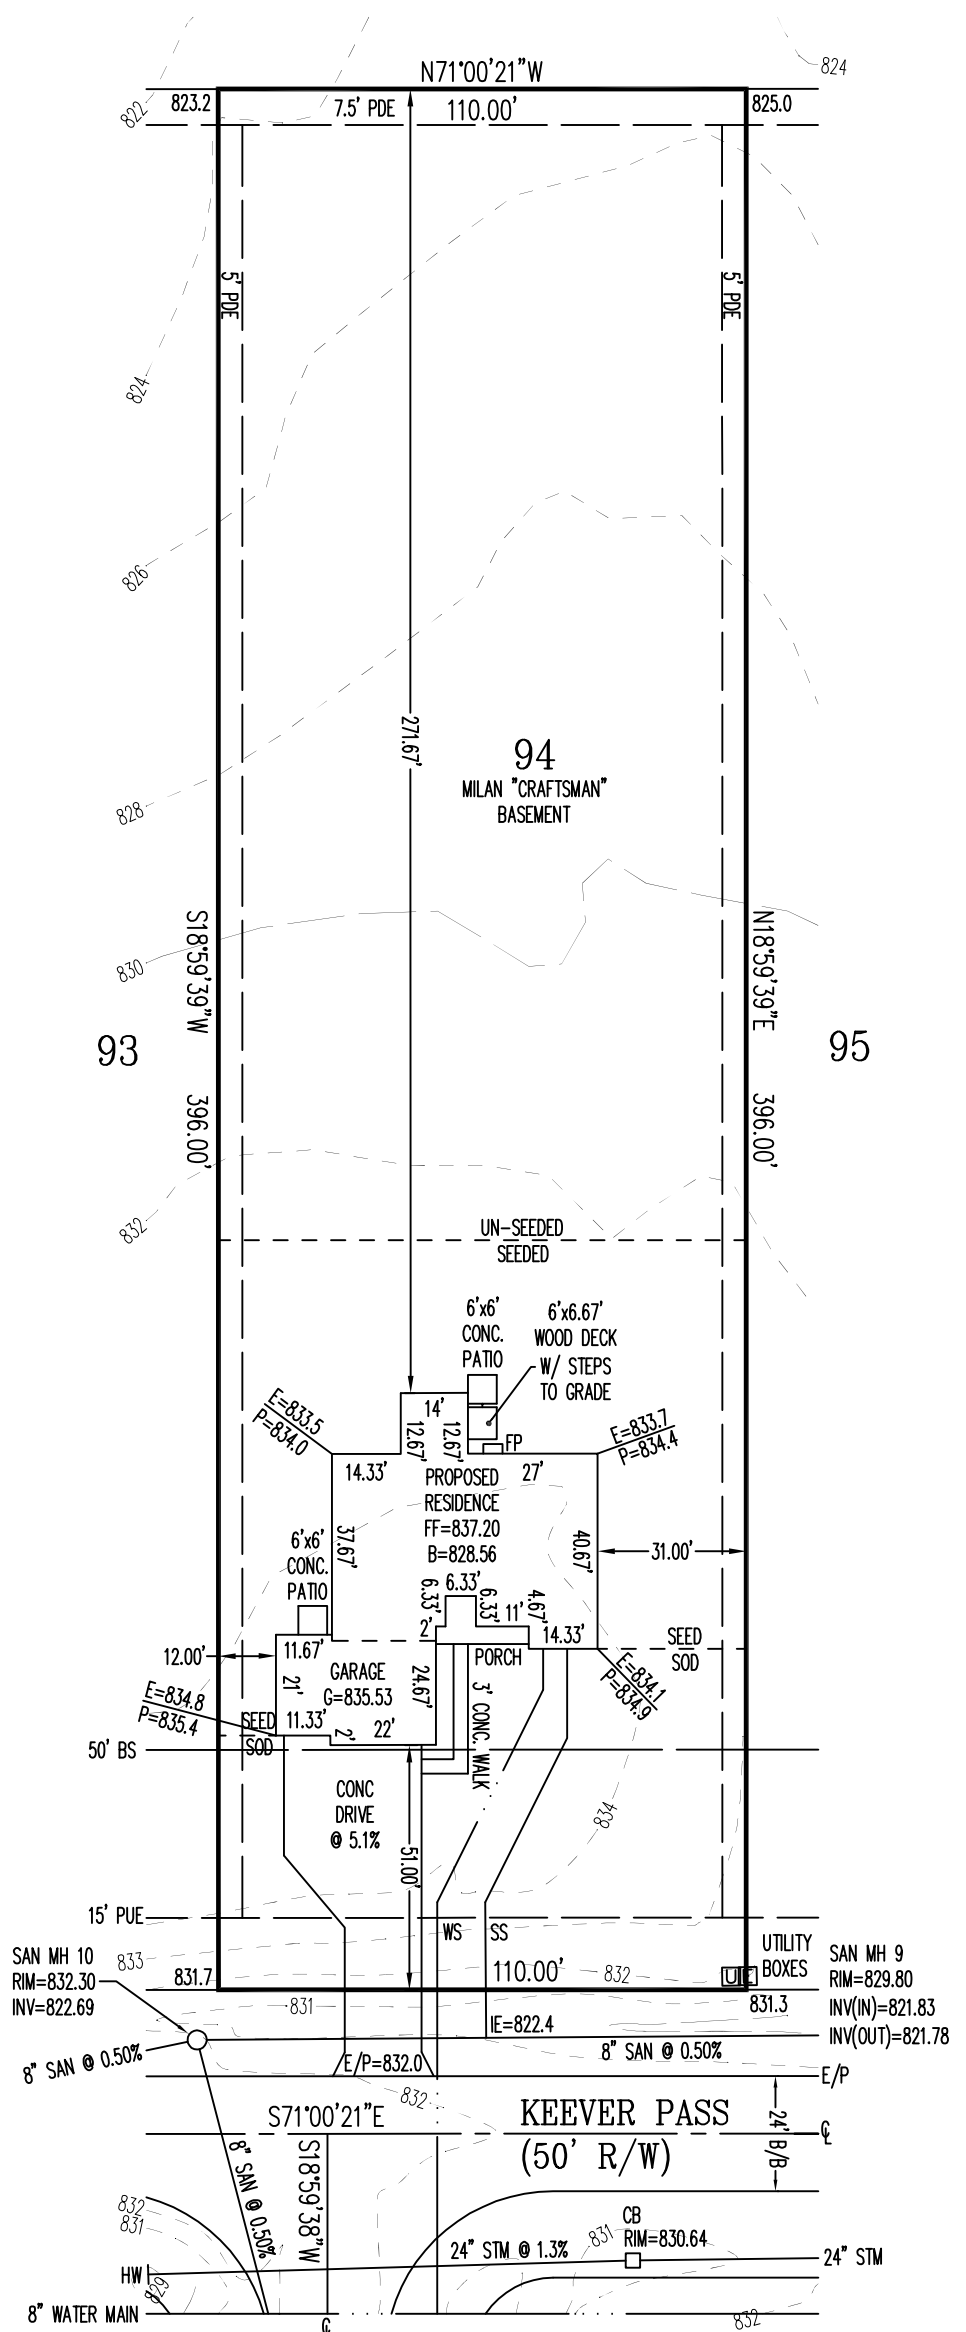 824
N71°00'21"W
822
823.2
7.5' PDE
110.00'
825.0
5' PDE
5' PDE
824
826
271.67'
94
MILAN "CRAFTSMAN"
BASEMENT
828
S18°59'39"W
N18°59'39"E
830
93
95
396.00'
396.00'
832
UN-SEEDED
SEEDED
6'x6'
CONC.
PATIO
6'x6.67'
WOOD DECK
W/ STEPS
TO GRADE
E=833.5
P=834.0
14'
12.67'
12.67'
FP
E=833.7
P=834.4
14.33'
27'
PROPOSED
RESIDENCE
FF=837.20
B=828.56
37.67'
40.67'
31.00'
6'x6'
CONC.
PATIO
6.33'
6.33'
6.33'
4.67'
2'
11'
14.33'
SEED
SOD
12.00'
11.67'
PORCH
GARAGE
G=835.53
21'
24.67'
3' CONC. WALK
E=834.1
P=834.9
E=834.8
P=835.4
SEED
SOD
11.33'
2'
22'
50' BS
CONC
DRIVE
@ 5.1%
51.00'
834
15' PUE
WS
SS
UTILITY
BOXES
SAN MH 10
RIM=832.30
INV=822.69
833
831.7
110.00'
832
U
E
831.3
SAN MH 9
RIM=829.80
INV(IN)=821.83
INV(OUT)=821.78
831
IE=822.4
8" SAN @ 0.50%
8" SAN @ 0.50%
E/P=832.0
E/P
832
S71°00'21"E
KEEVER PASS
(50' R/W)
24' B/B
℄
8" SAN @ 0.50%
S18°59'38"W
832
831
CB
RIM=830.64
831
24" STM @ 1.3%
24" STM
HW
829
8" WATER MAIN
℄
832